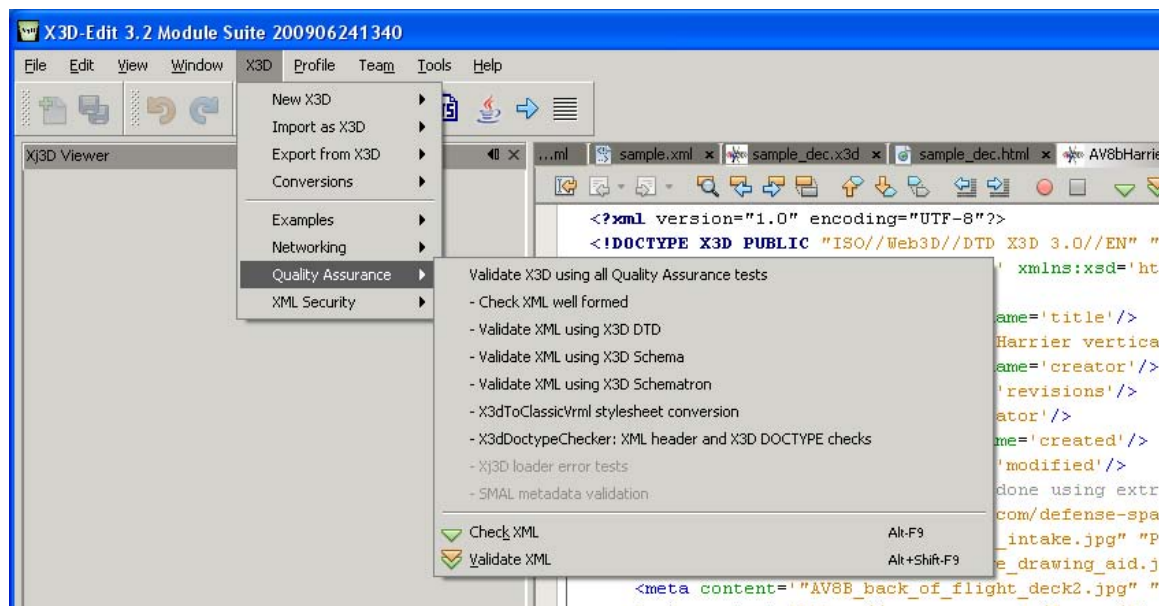 X3D-Edit 3.2 Module Suite 200906241340
File Edit View Window X3D Profile Team Tools Help
New X3D
Import as X3D
Export from X3D
Conversions
Examples
Networking
Quality Assurance
XML Security
Xj3D Viewer
...ml sample.xml sample_dec.x3d sample_dec.html AV8bHarrie
<?xml version="1.0" encoding="UTF-8"?>
<!DOCTYPE X3D PUBLIC "ISO//Web3D//DTD X3D 3.0//EN" "
' xmlns:xsd='ht
Validate X3D using all Quality Assurance tests
- Check XML well formed
- Validate XML using X3D DTD
- Validate XML using X3D Schema
- Validate XML using X3D Schematron
- X3dToClassicVrml stylesheet conversion
- X3dDoctypeChecker: XML header and X3D DOCTYPE checks
- Xj3D loader error tests
- SMAL metadata validation
Check XML Alt-F9
Validate XML Alt+Shift-F9
ame='title'/>
Harrier vertica
ame='creator'/>
'revisions'/>
ator'/>
me='created'/>
'modified'/>
done using extr
com/defense-spa
_intake.jpg" "P
e_drawing_aid.j
<meta content='"AV8B_back_of_flight_deck2.jpg" "